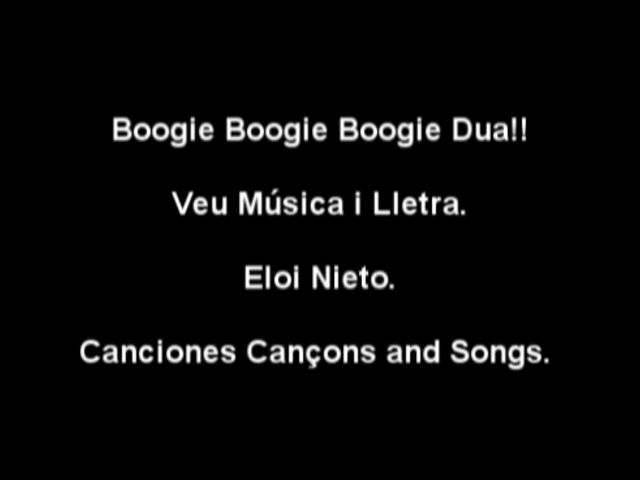 Boogie Boogie Boogie Dua!!
Veu Música i Lletra.
Eloi Nieto.
Canciones Cançons and Songs.